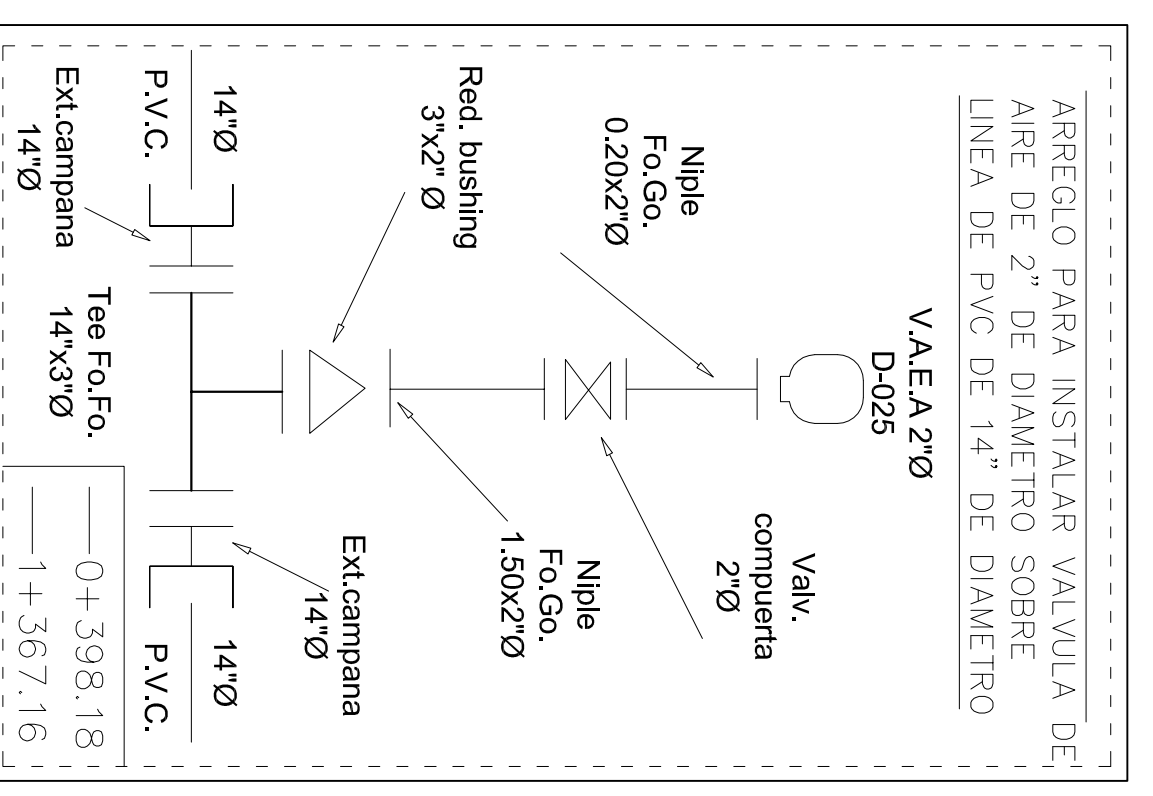 ARREGLO PARA INSTALAR VALVULA DE
AIRE DE 2” DE DIAMETRO SOBRE
LINEA DE PVC DE 14” DE DIAMETRO
V.A.E.A 2"Ø
D-025
Niple
Fo.Go.
0.20x2"Ø
Valv.
compuerta
2"Ø
Red. bushing
3"x2" Ø
Niple
Fo.Go.
1.50x2"Ø
14"Ø
P.V.C.
Ext.campana
14"Ø
Tee Fo.Fo.
14"x3"Ø
Ext.campana
14"Ø
14"Ø
P.V.C.
0+398.18
1+367.16